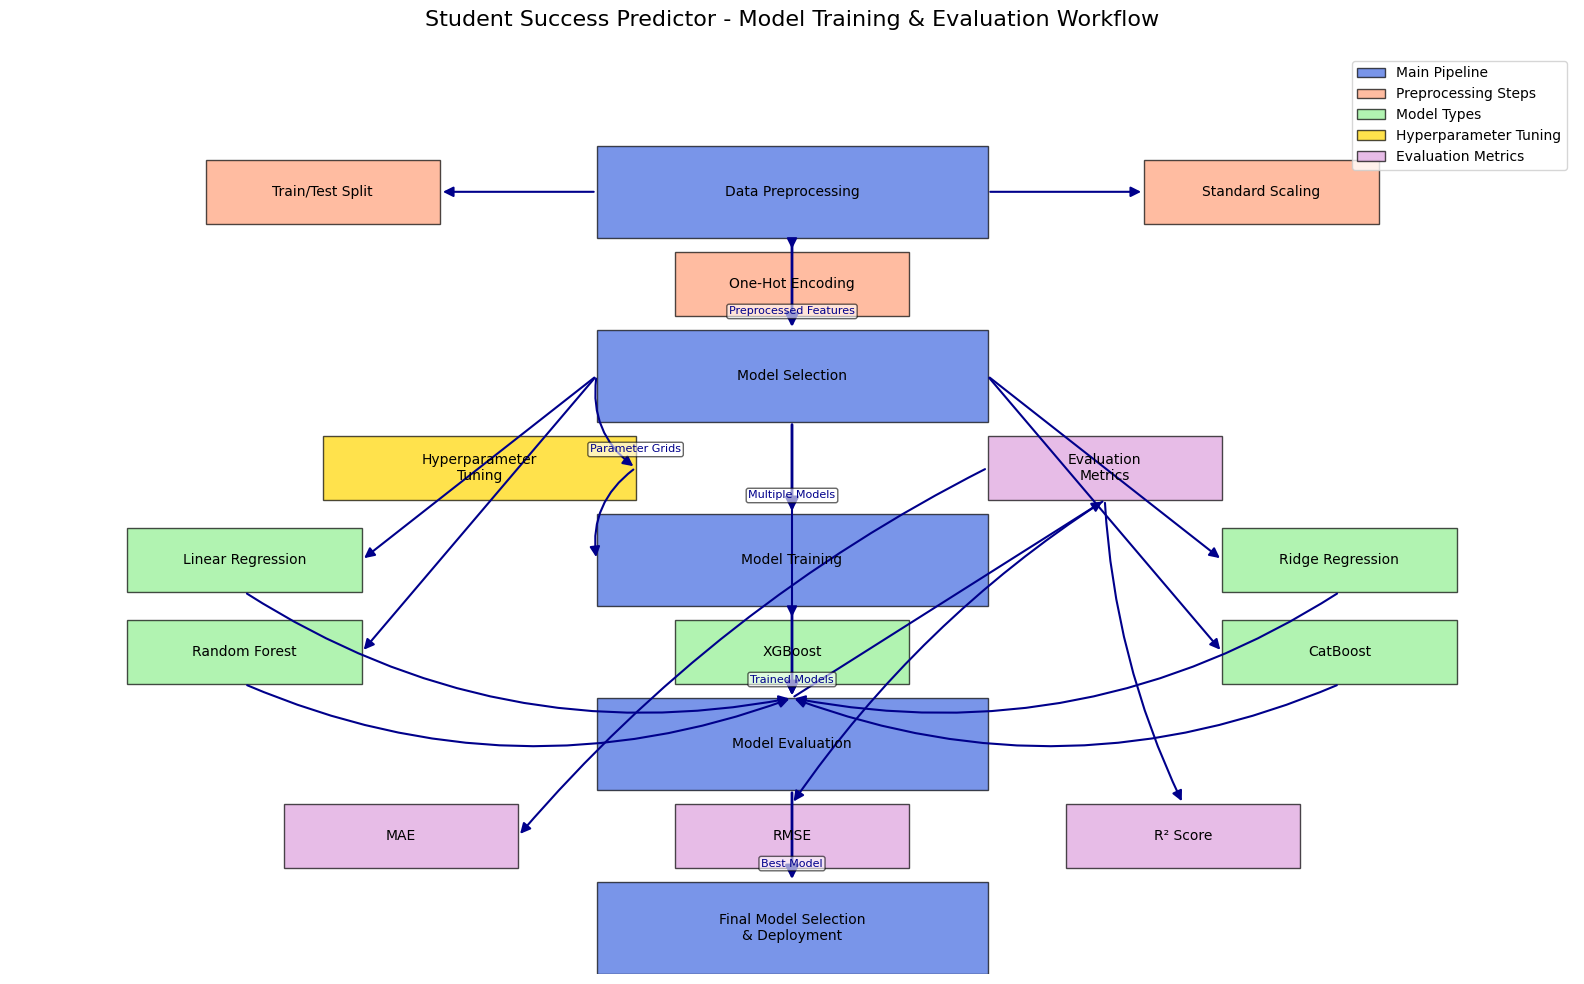 Student Success Predictor - Model Training & Evaluation Workflow
Main Pipeline
Preprocessing Steps
Model Types
Hyperparameter Tuning
Evaluation Metrics
Train/Test Split
Data Preprocessing
Standard Scaling
One-Hot Encoding
Preprocessed Features
Model Selection
Parameter Grids
Hyperparameter
Tuning
Evaluation
Metrics
Multiple Models
Linear Regression
Model Training
Ridge Regression
Random Forest
XGBoost
CatBoost
Trained Models
Model Evaluation
MAE
RMSE
R² Score
Best Model
Final Model Selection
& Deployment